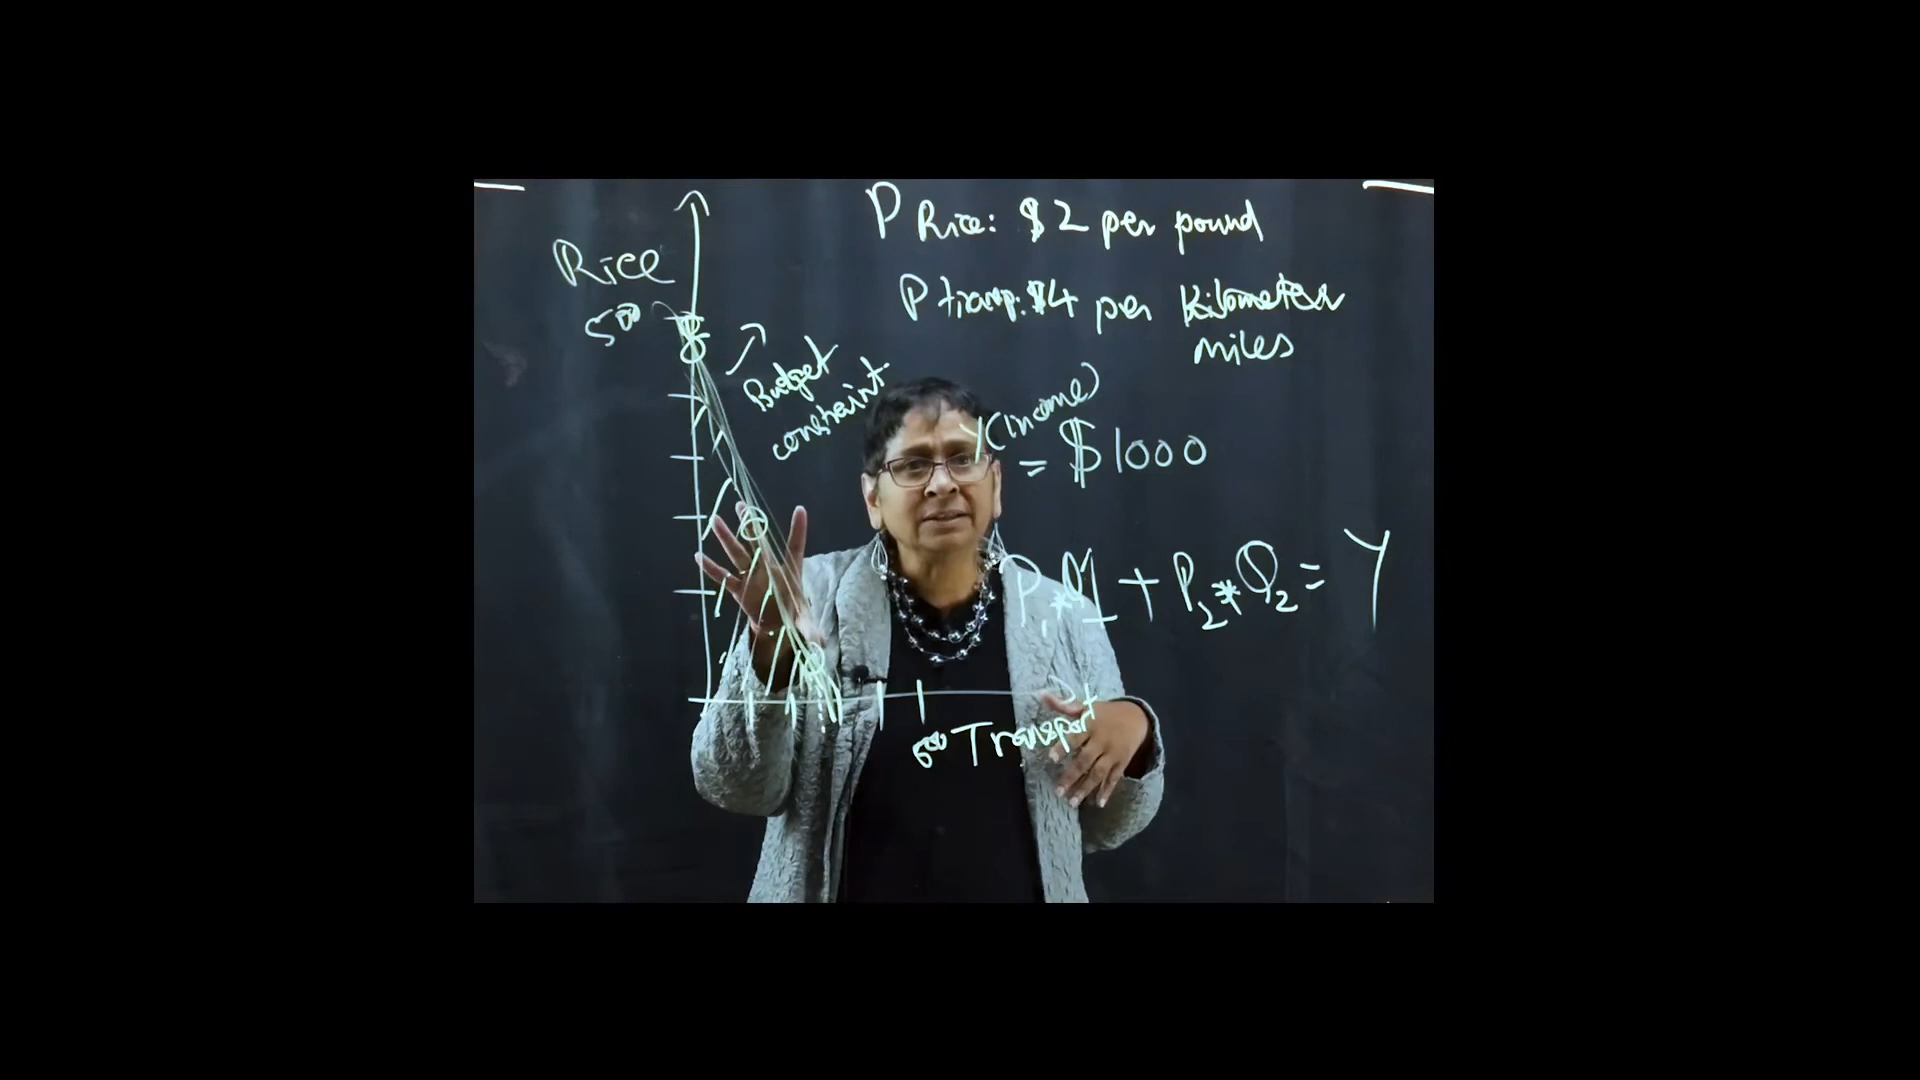 P Rice: $2 per pound
Rice
P transp: $4 per Kilometer
miles
500
Budget
constraint
Y (income)
= $1000
P1 * Q1 + P2 * Q2 = Y
500 Transport